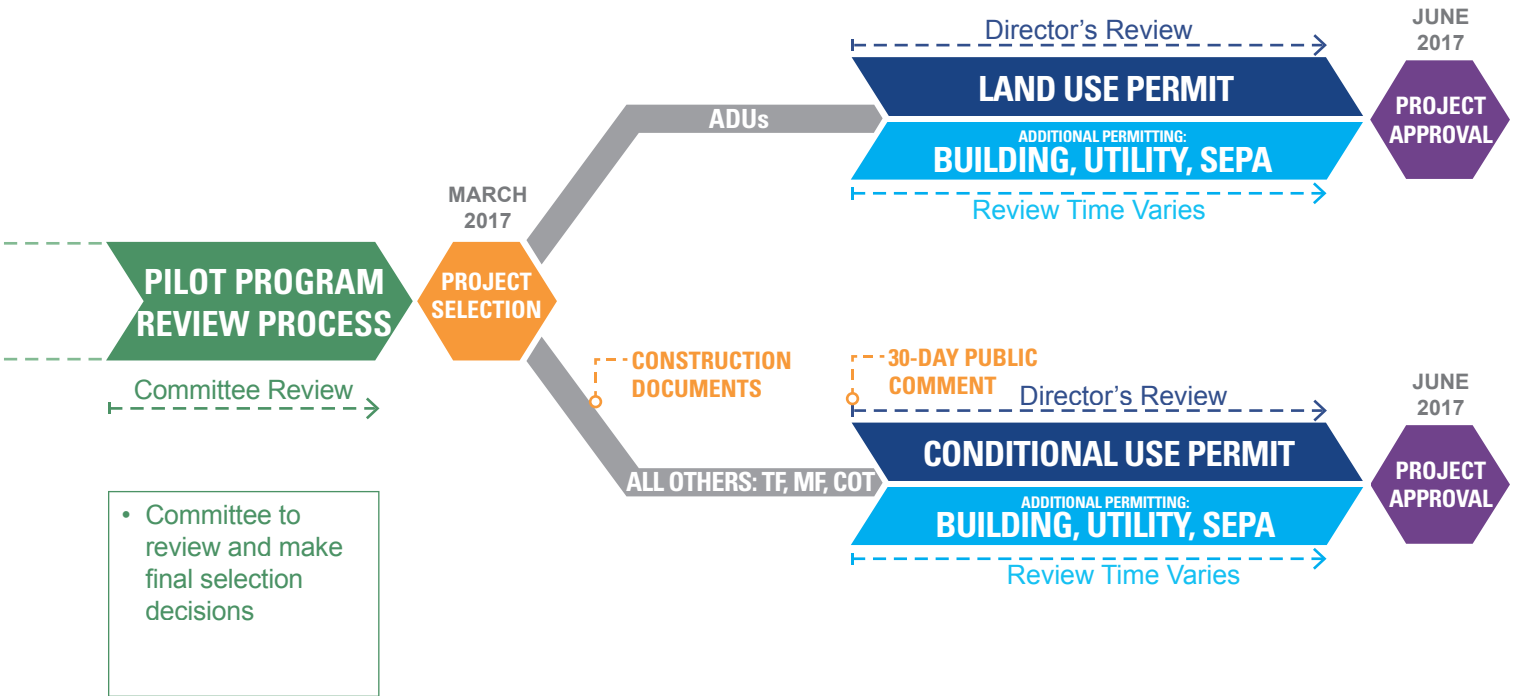 PILOT PROGRAM
REVIEW PROCESS
Committee Review
• Committee to
review and make
final selection
decisions
MARCH
2017
PROJECT
SELECTION
ADUs
Director’s Review
LAND USE PERMIT
ADDITIONAL PERMITTING:
BUILDING, UTILITY, SEPA
Review Time Varies
JUNE
2017
PROJECT
APPROVAL
CONSTRUCTION
DOCUMENTS
ALL OTHERS: TF, MF, COT
30-DAY PUBLIC
COMMENT
Director’s Review
CONDITIONAL USE PERMIT
ADDITIONAL PERMITTING:
BUILDING, UTILITY, SEPA
Review Time Varies
JUNE
2017
PROJECT
APPROVAL